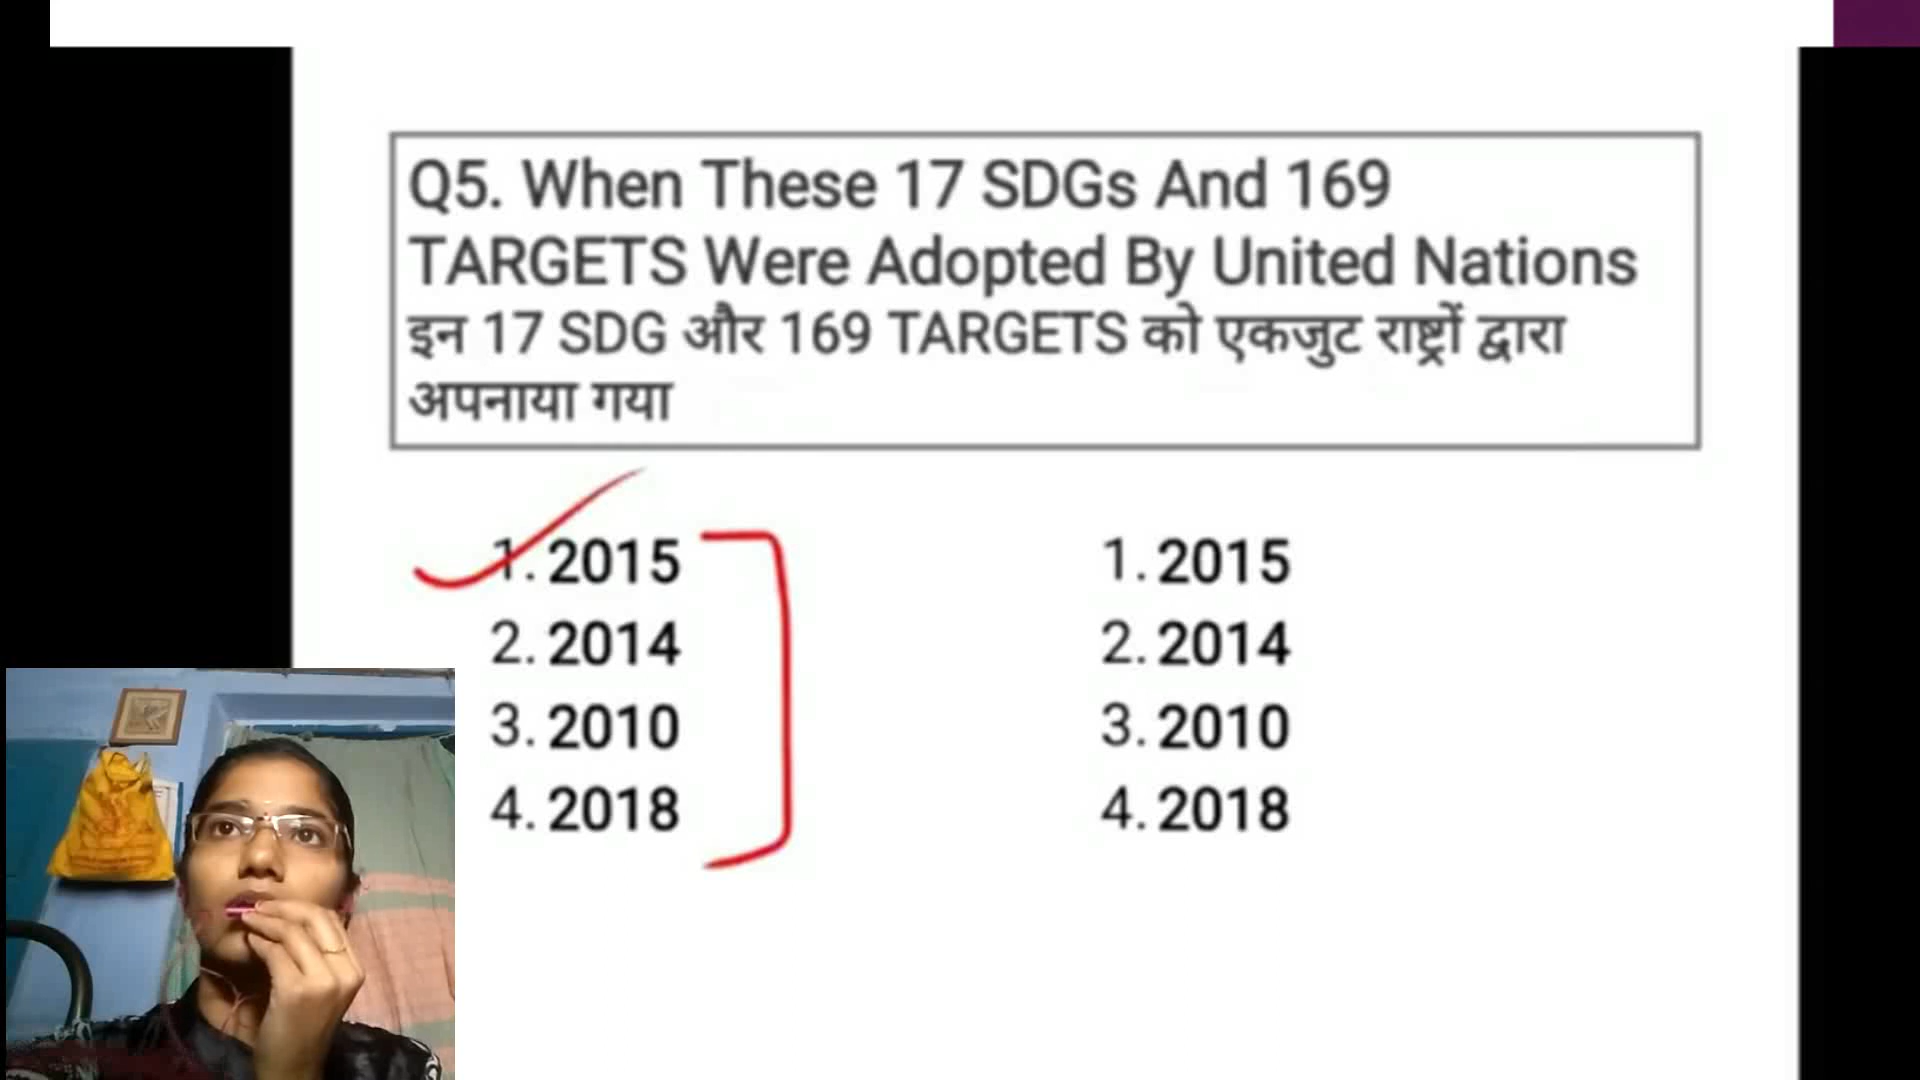 Q5. When These 17 SDGs And 169
TARGETS Were Adopted By United Nations
इन 17 SDG और 169 TARGETS को एकजुट राष्ट्रों द्वारा
अपनाया गया
1. 2015
2. 2014
3. 2010
4. 2018
1. 2015
2. 2014
3. 2010
4. 2018